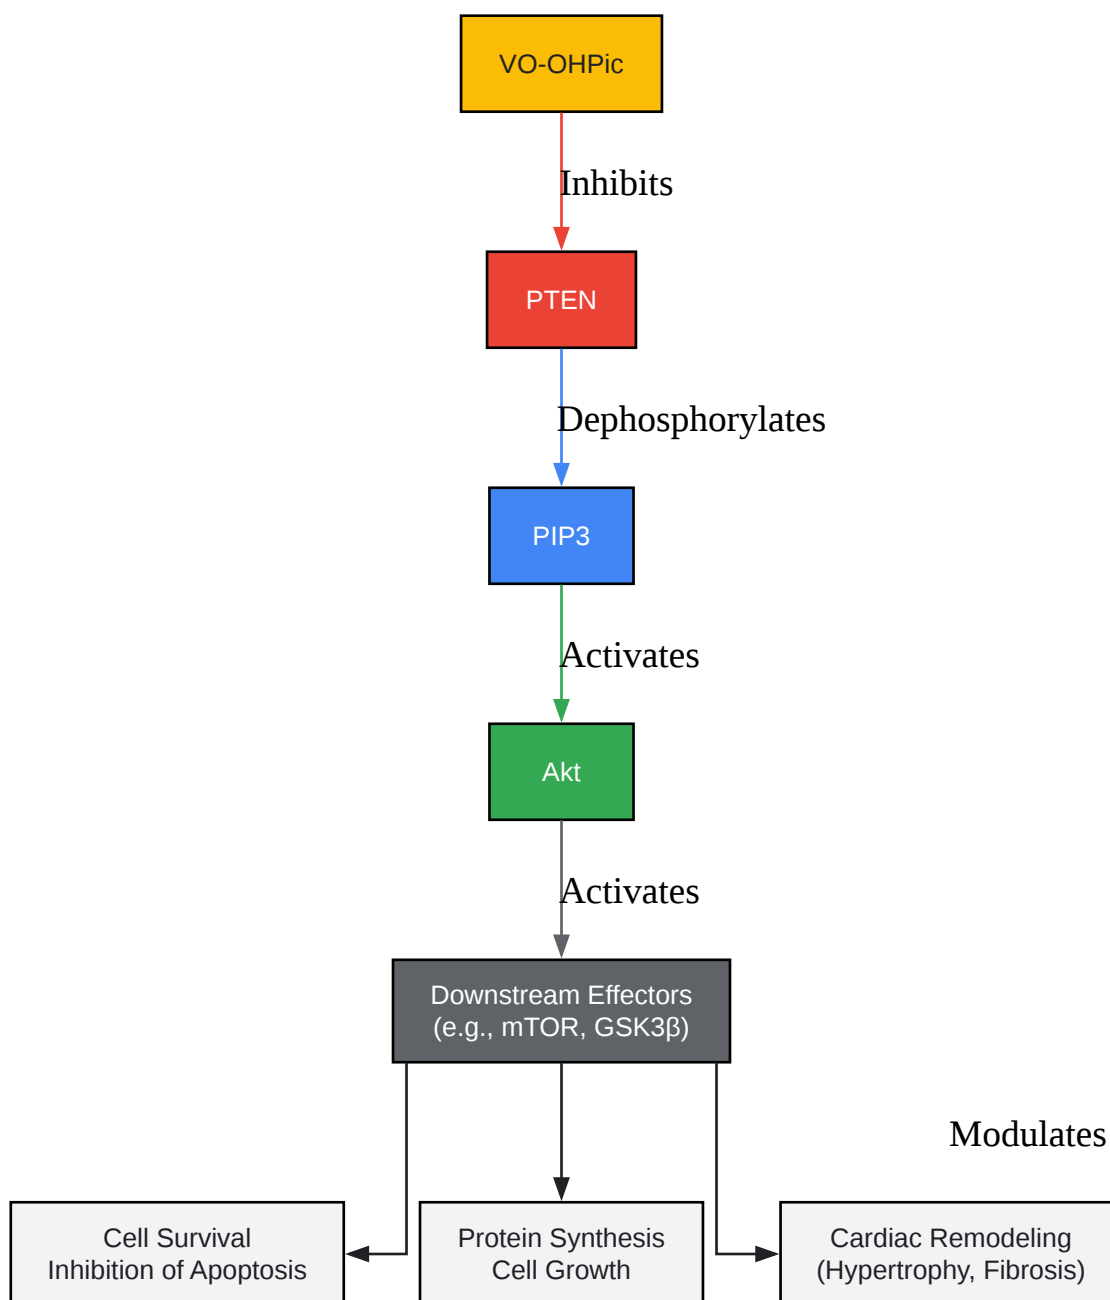 VO-OHPic
Inhibits
PTEN
Dephosphorylates
PIP3
Activates
Akt
Activates
Downstream Effectors
(e.g., mTOR, GSK3β)
Modulates
Cell Survival
Inhibition of Apoptosis
Protein Synthesis
Cell Growth
Cardiac Remodeling
(Hypertrophy, Fibrosis)